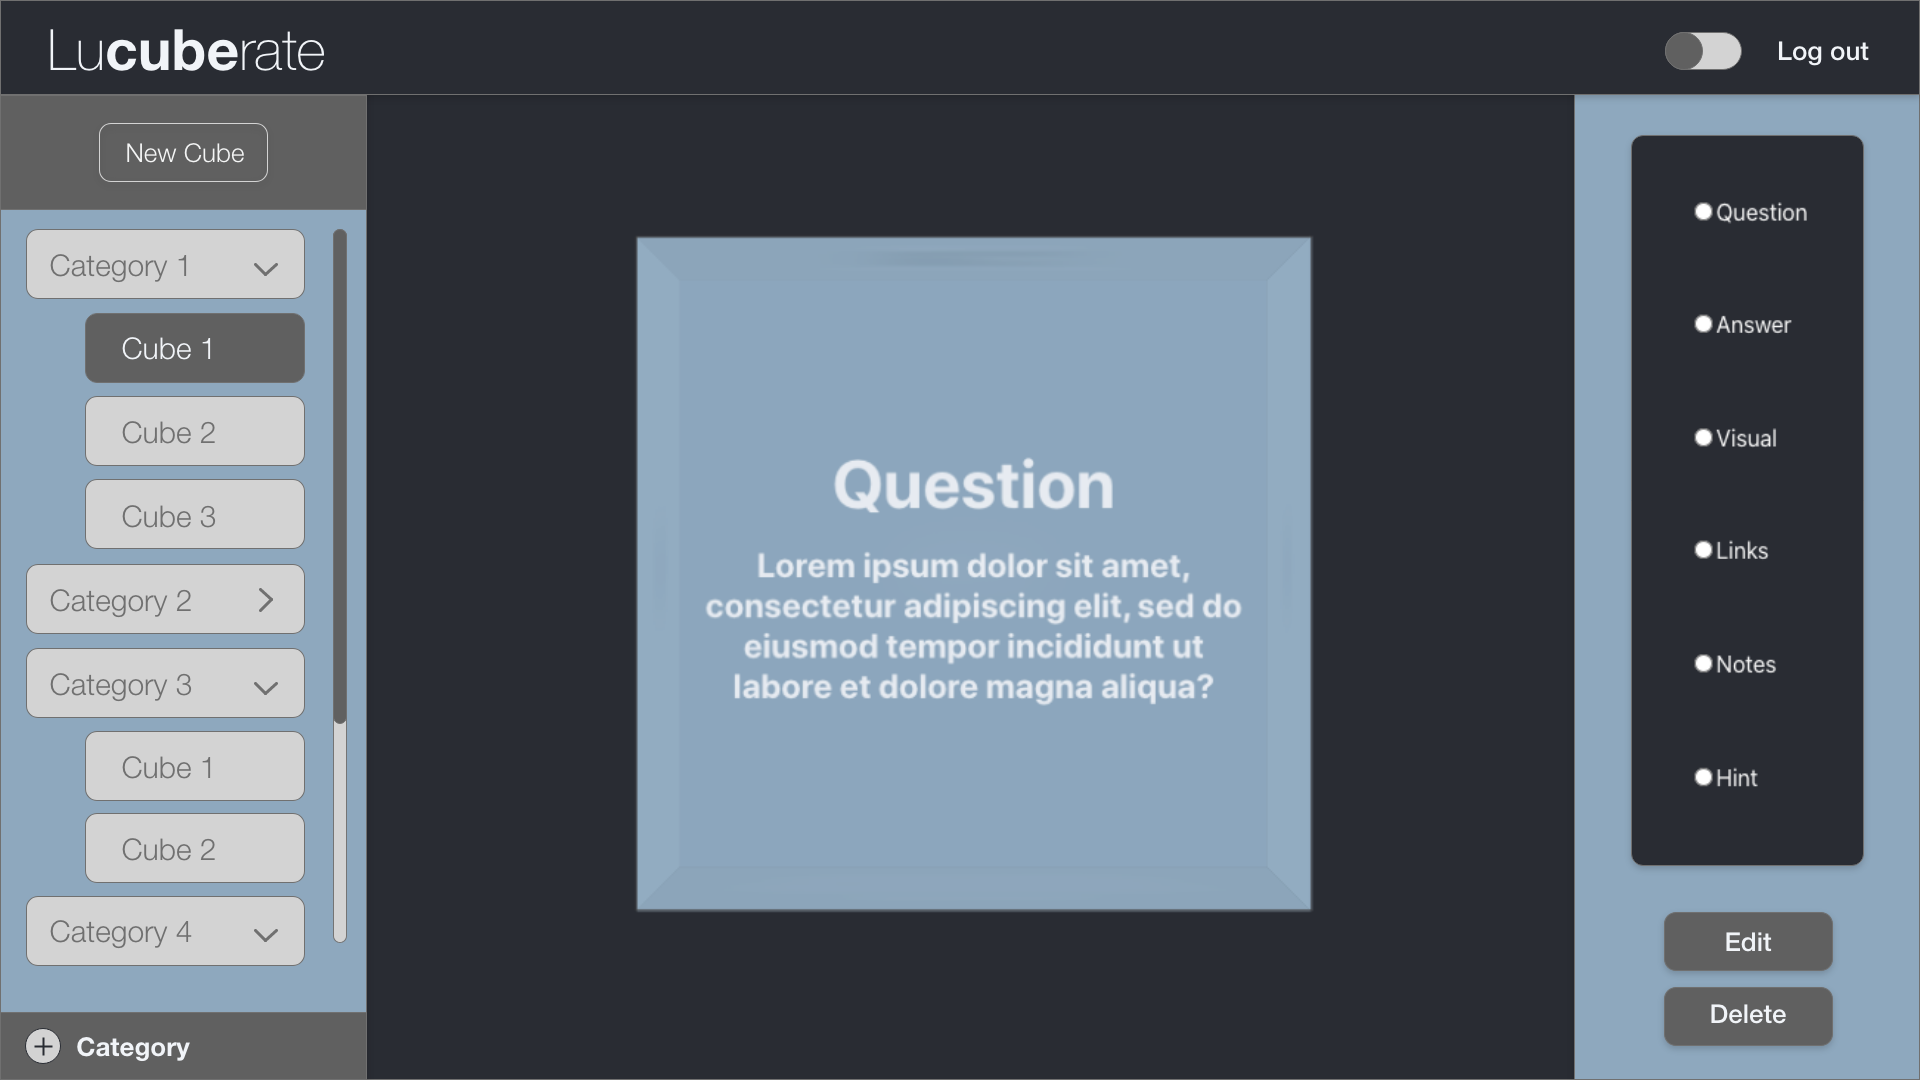 Lucuberate
Log out
New Cube
Category 1
Cube 1
Cube 2
Cube 3
Category 2
Category 3
Cube 1
Cube 2
Category 4
Category
Question
Lorem ipsum dolor sit amet,
consectetur adipiscing elit, sed do
eiusmod tempor incididunt ut
labore et dolore magna aliqua?
Question
Answer
Visual
Links
Notes
Hint
Edit
Delete